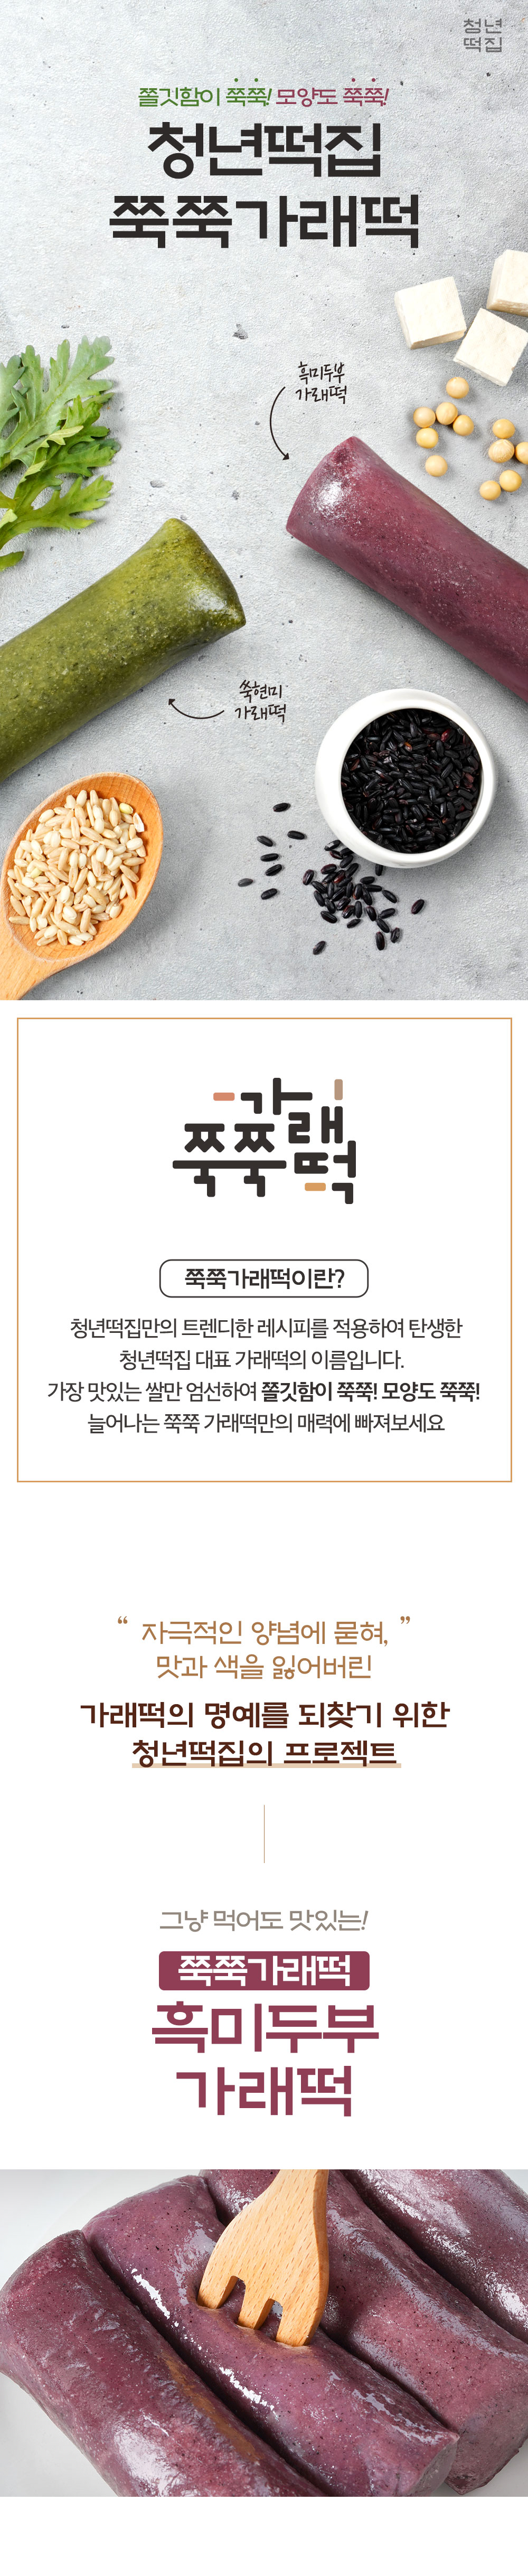 청년
떡집
쫄깃함이 쭉쭉! 모양도 쭉쭉!
청년떡집
쭉쭉가래떡
흑미두부
가래떡
쑥현미
가래떡
쭉쭉가래떡
쭉쭉가래떡이란?
청년떡집만의 트렌디한 레시피를 적용하여 탄생한
청년떡집 대표 가래떡의 이름입니다.
가장 맛있는 쌀만 엄선하여 쫄깃함이 쭉쭉! 모양도 쭉쭉!
늘어나는 쭉쭉 가래떡만의 매력에 빠져보세요
“ 자극적인 양념에 묻혀, ”
맛과 색을 잃어버린
가래떡의 명예를 되찾기 위한
청년떡집의 프로젝트
그냥 먹어도 맛있는!
쭉쭉가래떡
흑미두부
가래떡